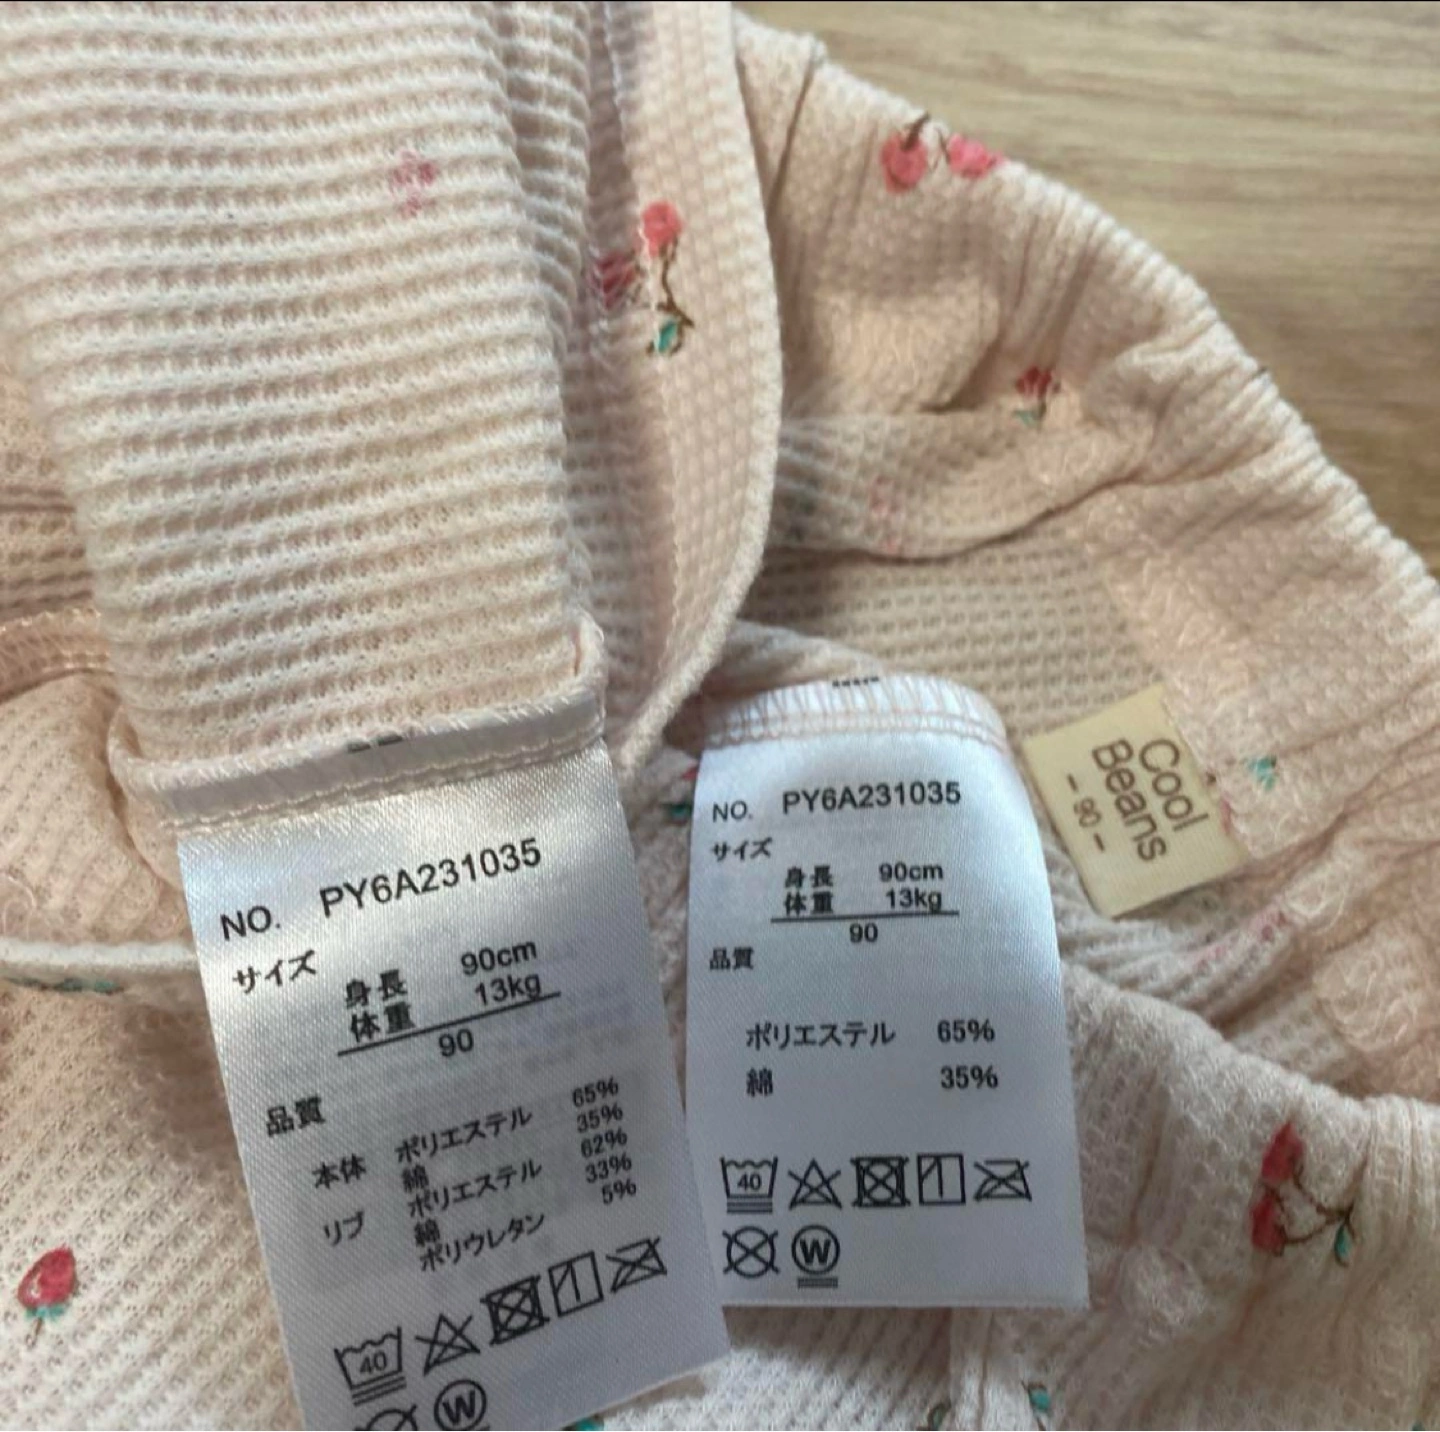 NO. PY6A231035
サイズ
身長 90cm
体重 13kg
90
品質
本体 ポリエステル 65%
綿 35%
リブ ポリエステル 62%
綿 33%
ポリウレタン 5%
40
W
NO. PY6A231035
サイズ
身長 90cm
体重 13kg
90
品質
ポリエステル 65%
綿 35%
40
W
Cool
Beans
- 90 -